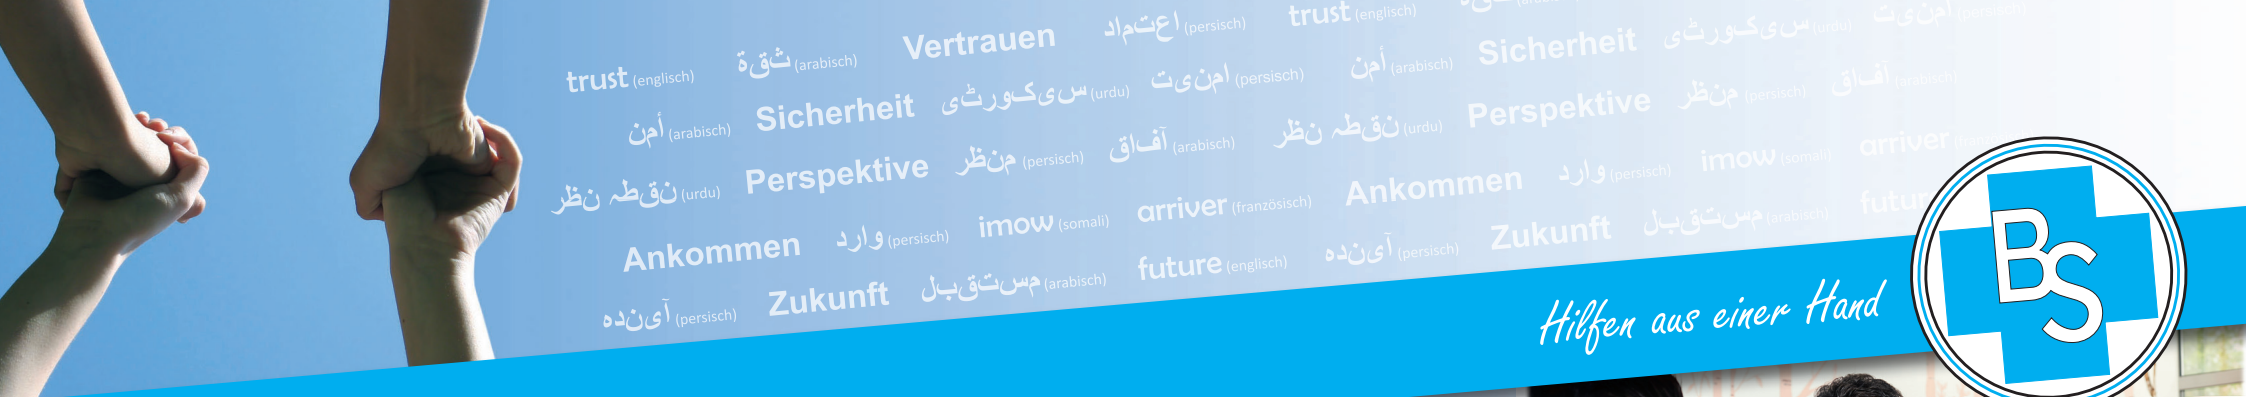 trust (englisch) ثقة (arabisch) Vertrauen اعتماد (persisch) trust (englisch)
أمن (arabisch) Sicherheit سیکورٹی (urdu) امنیت (persisch) أمن (arabisch) Sicherheit سیکورٹی (urdu) امنیت (persisch)
نقطہ نظر (urdu) Perspektive منظر (persisch) آفاق (arabisch) نقطہ نظر (urdu) Perspektive منظر (persisch) آفاق (arabisch)
Ankommen وارد (persisch) imow (somali) arriver (französisch) Ankommen وارد (persisch) imow (somali) arriver
آینده (persisch) Zukunft مستقبل (arabisch) future (englisch) آینده (persisch) Zukunft مستقبل (arabisch)
Hilfen aus einer Hand
BS